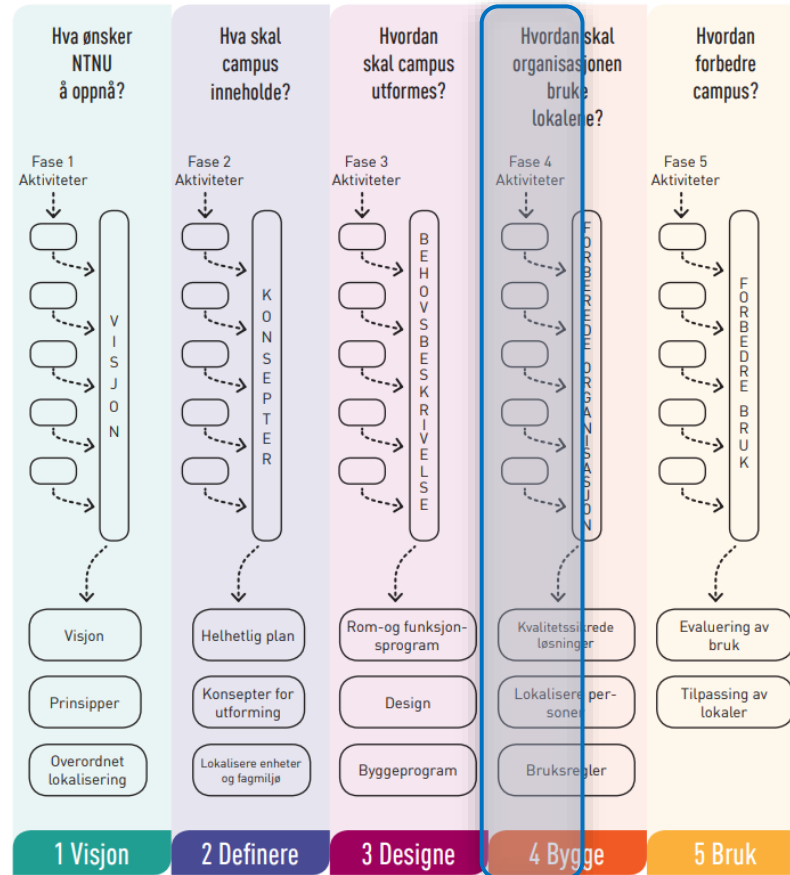 Hva ønsker
NTNU
å oppnå?
Fase 1
Aktiviteter
VISJON
Visjon
Prinsipper
Overordnet
lokalisering
1 Visjon
Hva skal
campus
inneholde?
Fase 2
Aktiviteter
KONSEPTER
Helhetlig plan
Konsepter for
utforming
Lokalisere enheter
og fagmiljø
2 Definere
Hvordan
skal campus
utformes?
Fase 3
Aktiviteter
BEHOVSBESKRIVELSE
Rom-og funksjon-
sprogram
Design
Byggeprogram
3 Designe
Hvordan skal
organisasjonen
bruke
lokalene?
Fase 4
Aktiviteter
FORBEREDE ORGANISASJON
Kvalitetssikrede
løsninger
Lokalisere per-
soner
Bruksregler
4 Bygge
Hvordan
forbedre
campus?
Fase 5
Aktiviteter
FORBEDRE BRUK
Evaluering av
bruk
Tilpassing av
lokaler
5 Bruk